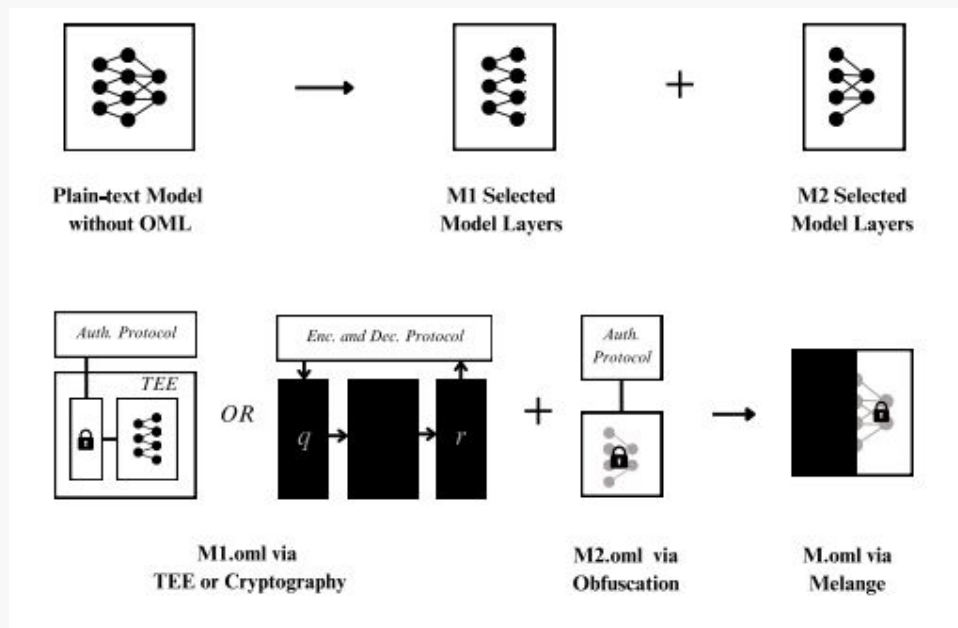 Plain-text Model
without OML
M1 Selected
Model Layers
+
M2 Selected
Model Layers
Auth. Protocol
TEE
OR
Enc. and Dec. Protocol
q
r
+
Auth.
Protocol
M1.oml via
TEE or Cryptography
M2.oml via
Obfuscation
M.oml via
Melange